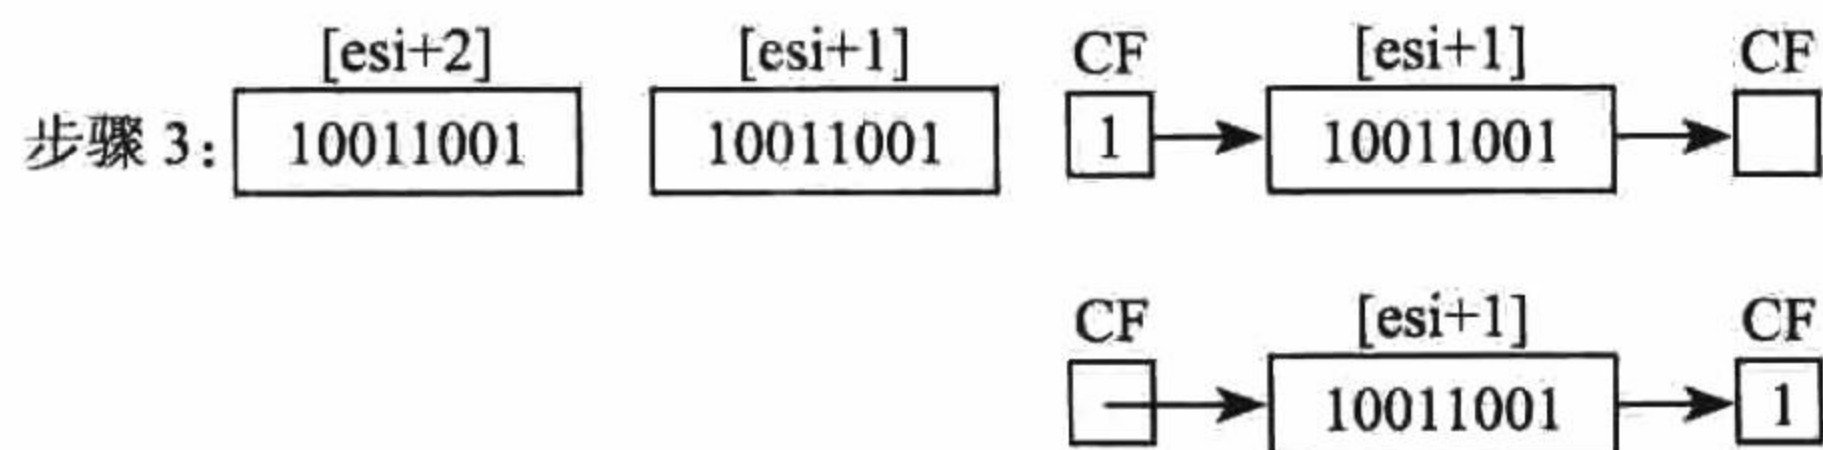 [esi+2] [esi+1] CF [esi+1] CF
步骤 3: 10011001 10011001 1 10011001
CF [esi+1] CF
10011001 1